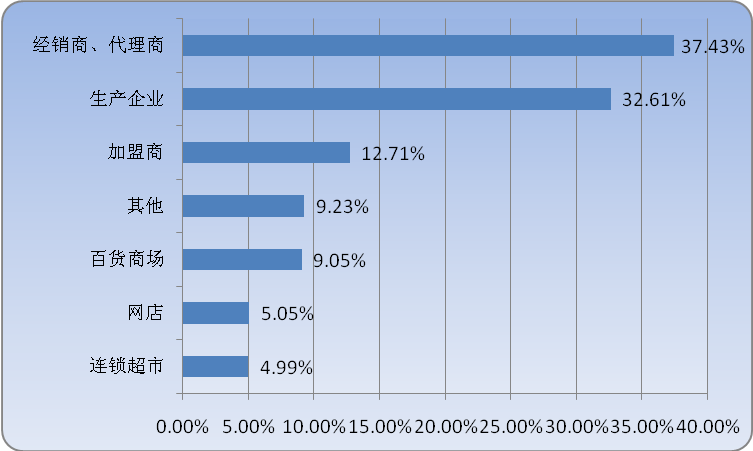 经销商、代理商 37.43%
生产企业 32.61%
加盟商 12.71%
其他 9.23%
百货商场 9.05%
网店 5.05%
连锁超市 4.99%
0.00% 5.00% 10.00% 15.00% 20.00% 25.00% 30.00% 35.00% 40.00%